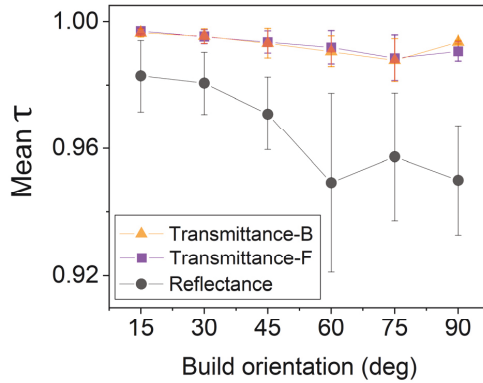 1.00
0.96
0.92
Mean τ
Transmittance-B
Transmittance-F
Reflectance
15 30 45 60 75 90
Build orientation (deg)